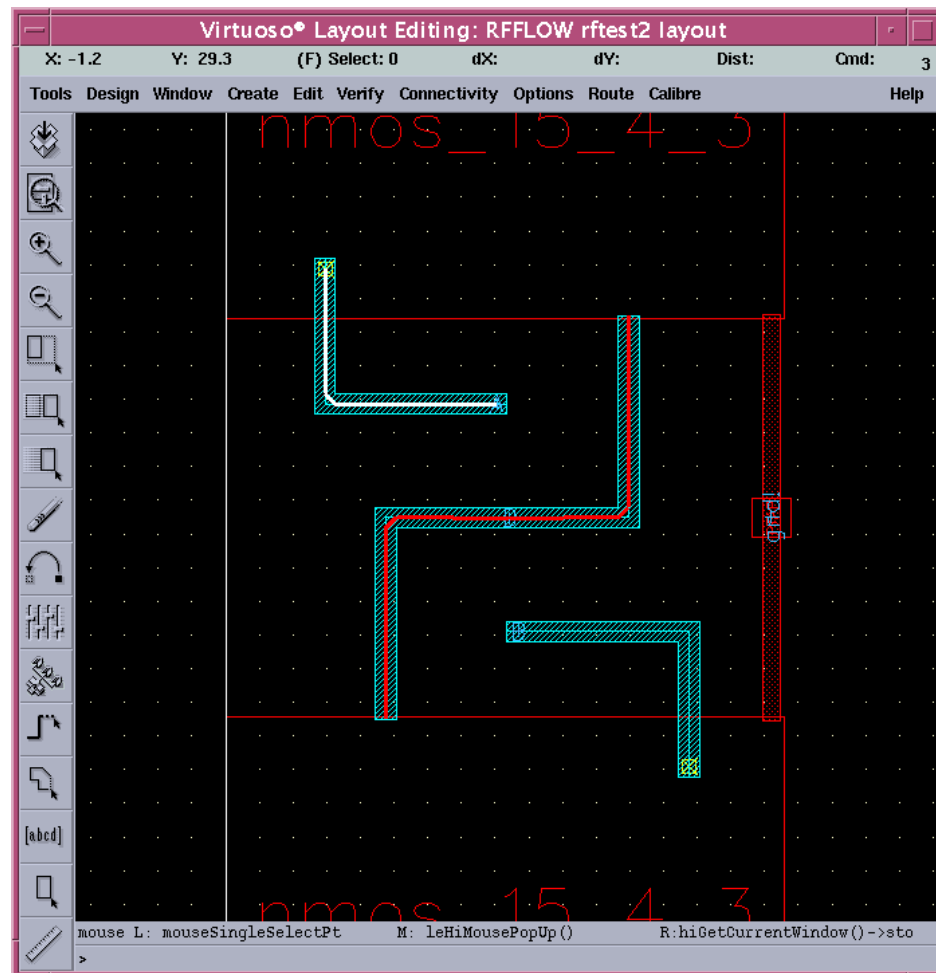 Virtuoso® Layout Editing: RFFLOW rftest2 layout
X: -1.2 Y: 29.3 (F) Select: 0 dX: dY: Dist: Cmd: 3
Tools Design Window Create Edit Verify Connectivity Options Route Calibre Help
nmos_15_4_3
gnd!
[abcd]
nmos_15_4_3
mouse L: mouseSingleSelectPt M: leHiMousePopUp() R:hiGetCurrentWindow()->sto
>